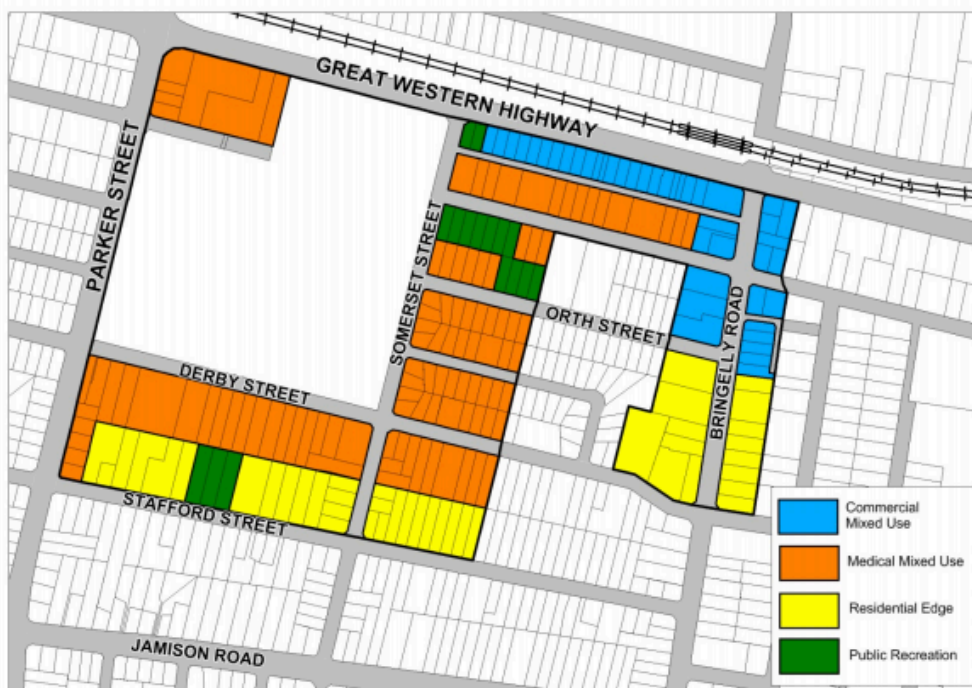 GREAT WESTERN HIGHWAY
PARKER STREET
SOMERSET STREET
ORTH STREET
BRINGELLY ROAD
DERBY STREET
STAFFORD STREET
JAMISON ROAD
Commercial
Mixed Use
Medical Mixed Use
Residential Edge
Public Recreation